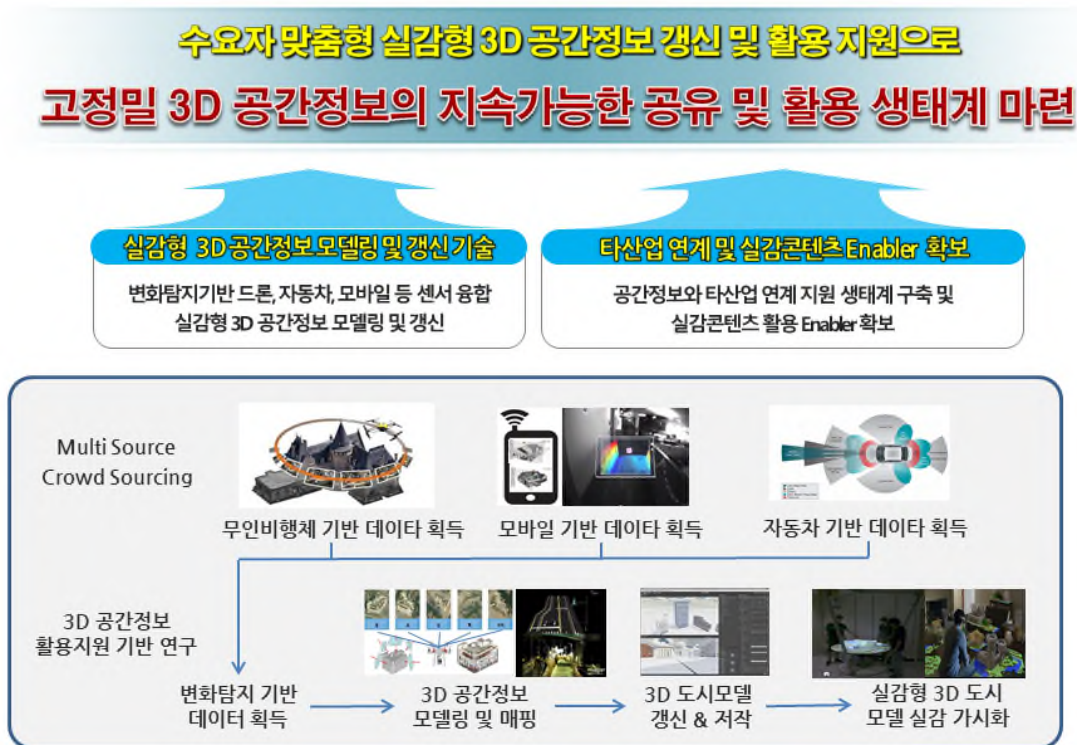 수요자 맞춤형 실감형 3D 공간정보 갱신 및 활용 지원으로
고정밀 3D 공간정보의 지속가능한 공유 및 활용 생태계 마련
실감형 3D 공간정보 모델링 및 갱신 기술
변화탐지기반 드론, 자동차, 모바일 등 센서 융합
실감형 3D 공간정보 모델링 및 갱신
타산업 연계 및 실감콘텐츠 Enabler 확보
공간정보와 타산업 연계 지원 생태계 구축 및
실감콘텐츠 활용 Enabler 확보
Multi Source
Crowd Sourcing
무인비행체 기반 데이타 획득
모바일 기반 데이타 획득
자동차 기반 데이타 획득
3D 공간정보
활용지원 기반 연구
변화탐지 기반
데이터 획득
3D 공간정보
모델링 및 매핑
3D 도시모델
갱신 & 저작
실감형 3D 도시
모델 실감 가시화